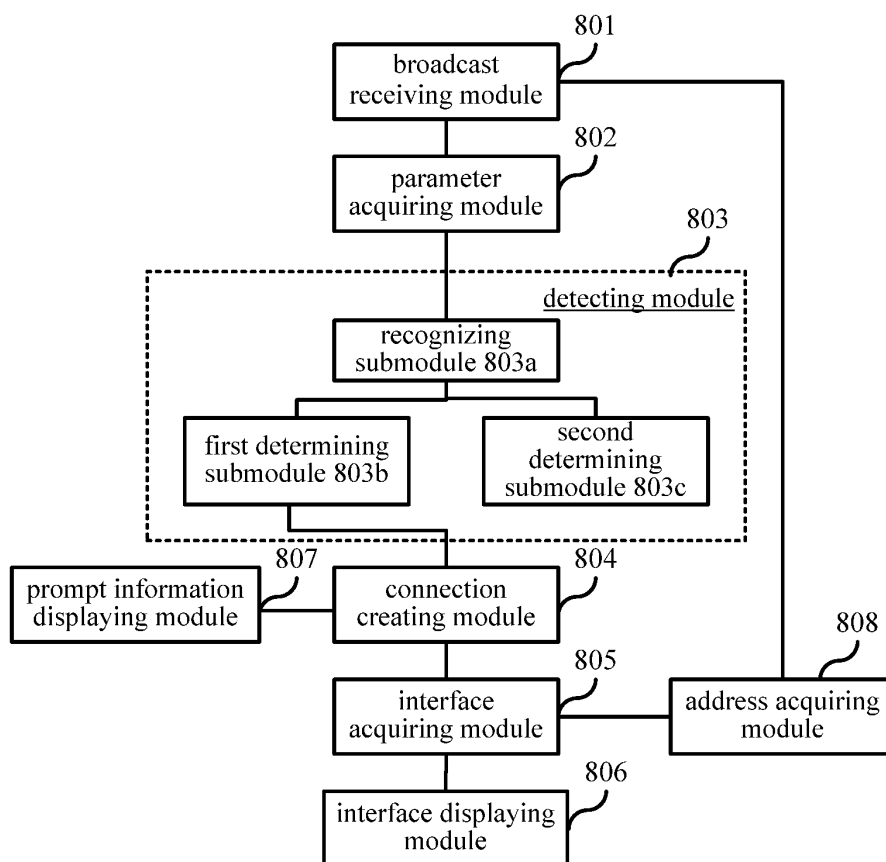 801
broadcast
receiving module
802
parameter
acquiring module
803
detecting module
recognizing
submodule 803a
first determining
submodule 803b
second
determining
submodule 803c
807
804
prompt information
displaying module
connection
creating module
805
808
interface
acquiring module
address acquiring
module
806
interface displaying
module